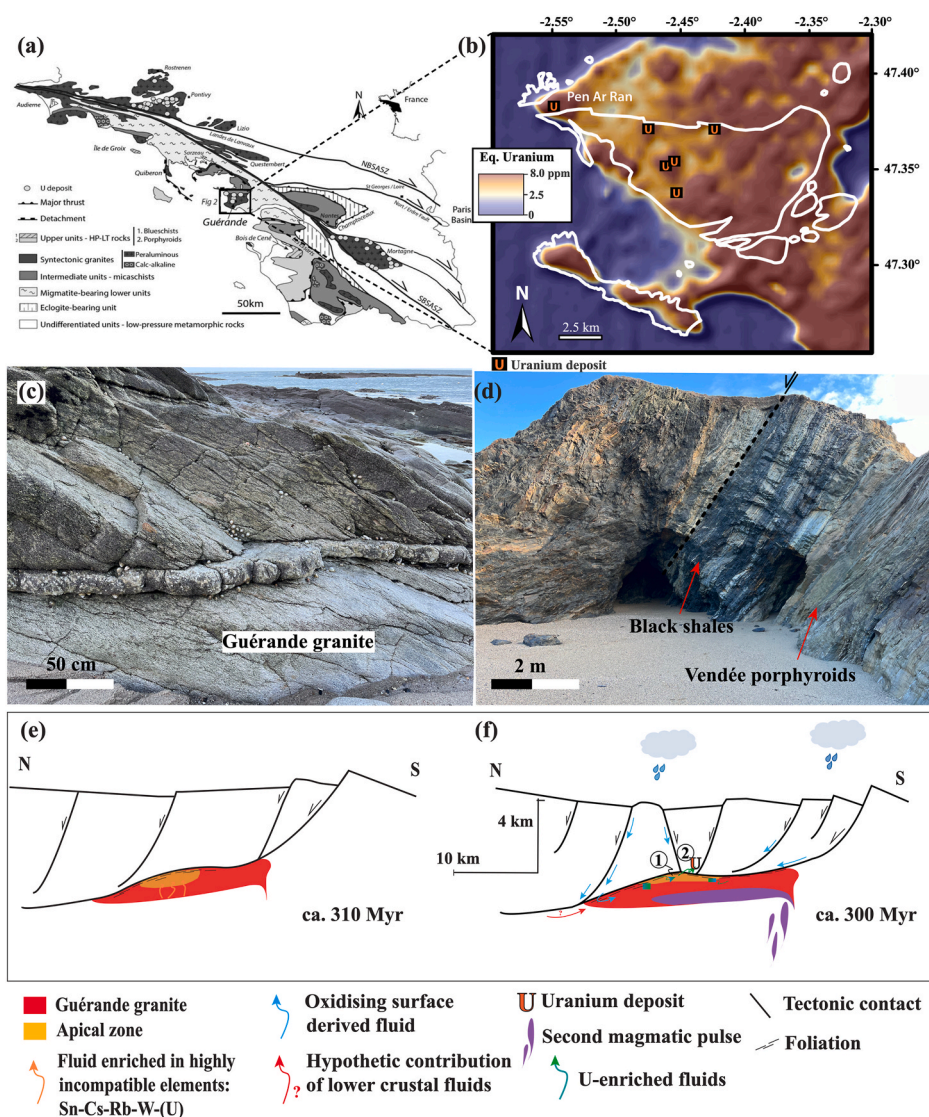 (a)
Rostrenen
Pontivy
Audierne
Lizio
Landes de Lanvaux
Île de Groix
Sarzeau
Questembert
Quiberon
N
France
NBSASZ
St Georges / Loire
Nort / Erdre Fault
Paris
Basin
Fig 2
Guérande
Nantes
Champtoceaux
Bois de Cené
Mortagne
SBSASZ
50km
U deposit
Major thrust
Detachment
Upper units - HP-LT rocks
1. Blueschists
2. Porphyroids
Syntectonic granites
Peraluminous
Calc-alkaline
Intermediate units - micaschists
Migmatite-bearing lower units
Eclogite-bearing unit
Undifferentiated units - low-pressure metamorphic rocks
-2.55° -2.50° -2.45° -2.40° -2.35° -2.30°
(b)
47.40°
47.35°
47.30°
Pen Ar Ran
U
U
U
U
U
U
Eq. Uranium
8.0 ppm
2.5
0
N
2.5 km
U Uranium deposit
(c)
Guérande granite
50 cm
(d)
Black shales
Vendée porphyroids
2 m
(e)
N
S
ca. 310 Myr
(f)
N
S
4 km
10 km
1
2
U
?
ca. 300 Myr
Guérande granite
Apical zone
Fluid enriched in highly
incompatible elements:
Sn-Cs-Rb-W-(U)
Oxidising surface
derived fluid
?
Hypothetic contribution
of lower crustal fluids
U Uranium deposit
Second magmatic pulse
U-enriched fluids
Tectonic contact
Foliation